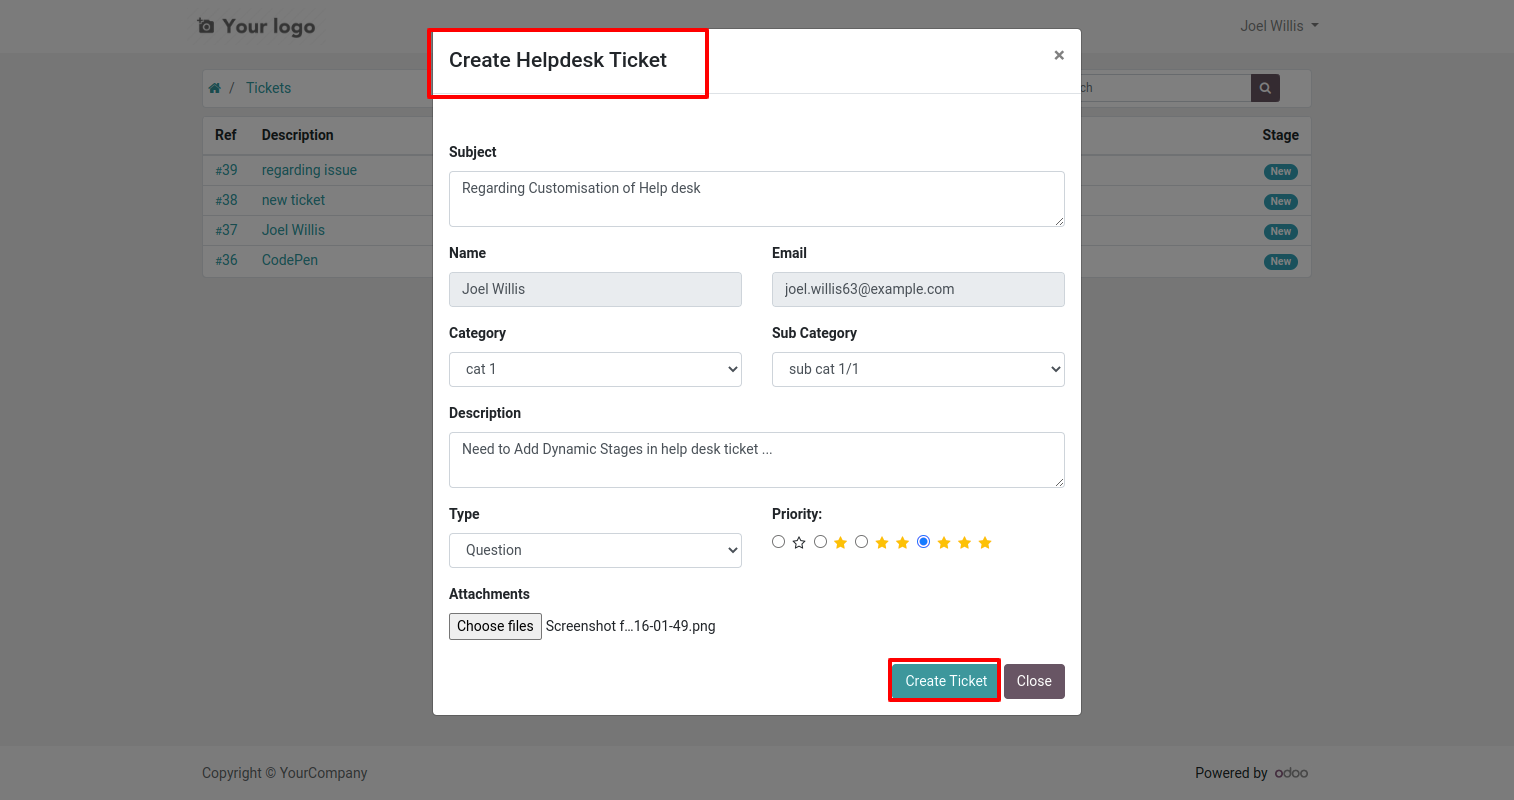 Your logo
Joel Willis
Create Helpdesk Ticket
×
/ Tickets
ch
Ref Description Stage
#39 regarding issue New
#38 new ticket New
#37 Joel Willis New
#36 CodePen New
Subject
Regarding Customisation of Help desk
Name Email
Joel Willis joel.willis63@example.com
Category Sub Category
cat 1 sub cat 1/1
Description
Need to Add Dynamic Stages in help desk ticket ...
Type Priority:
Question
Attachments
Choose files Screenshot f...16-01-49.png
Create Ticket Close
Copyright © YourCompany Powered by odoo